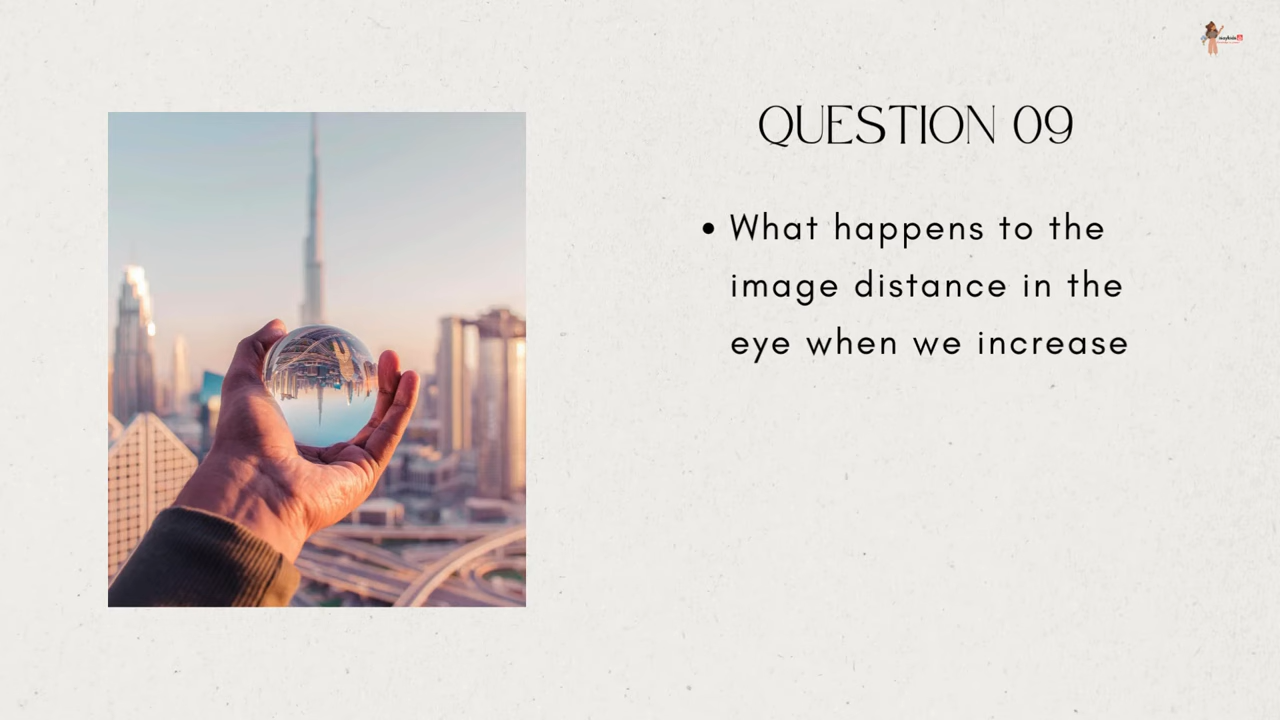 QUESTION 09
• What happens to the
image distance in the
eye when we increase